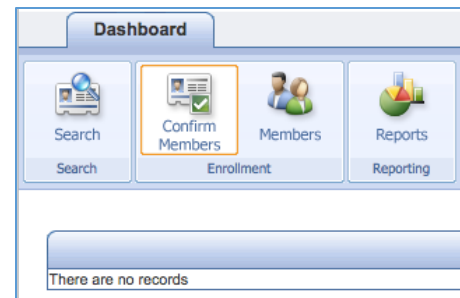 Dashboard
Search
Confirm
Members
Members
Reports
Search
Enrollment
Reporting
There are no records